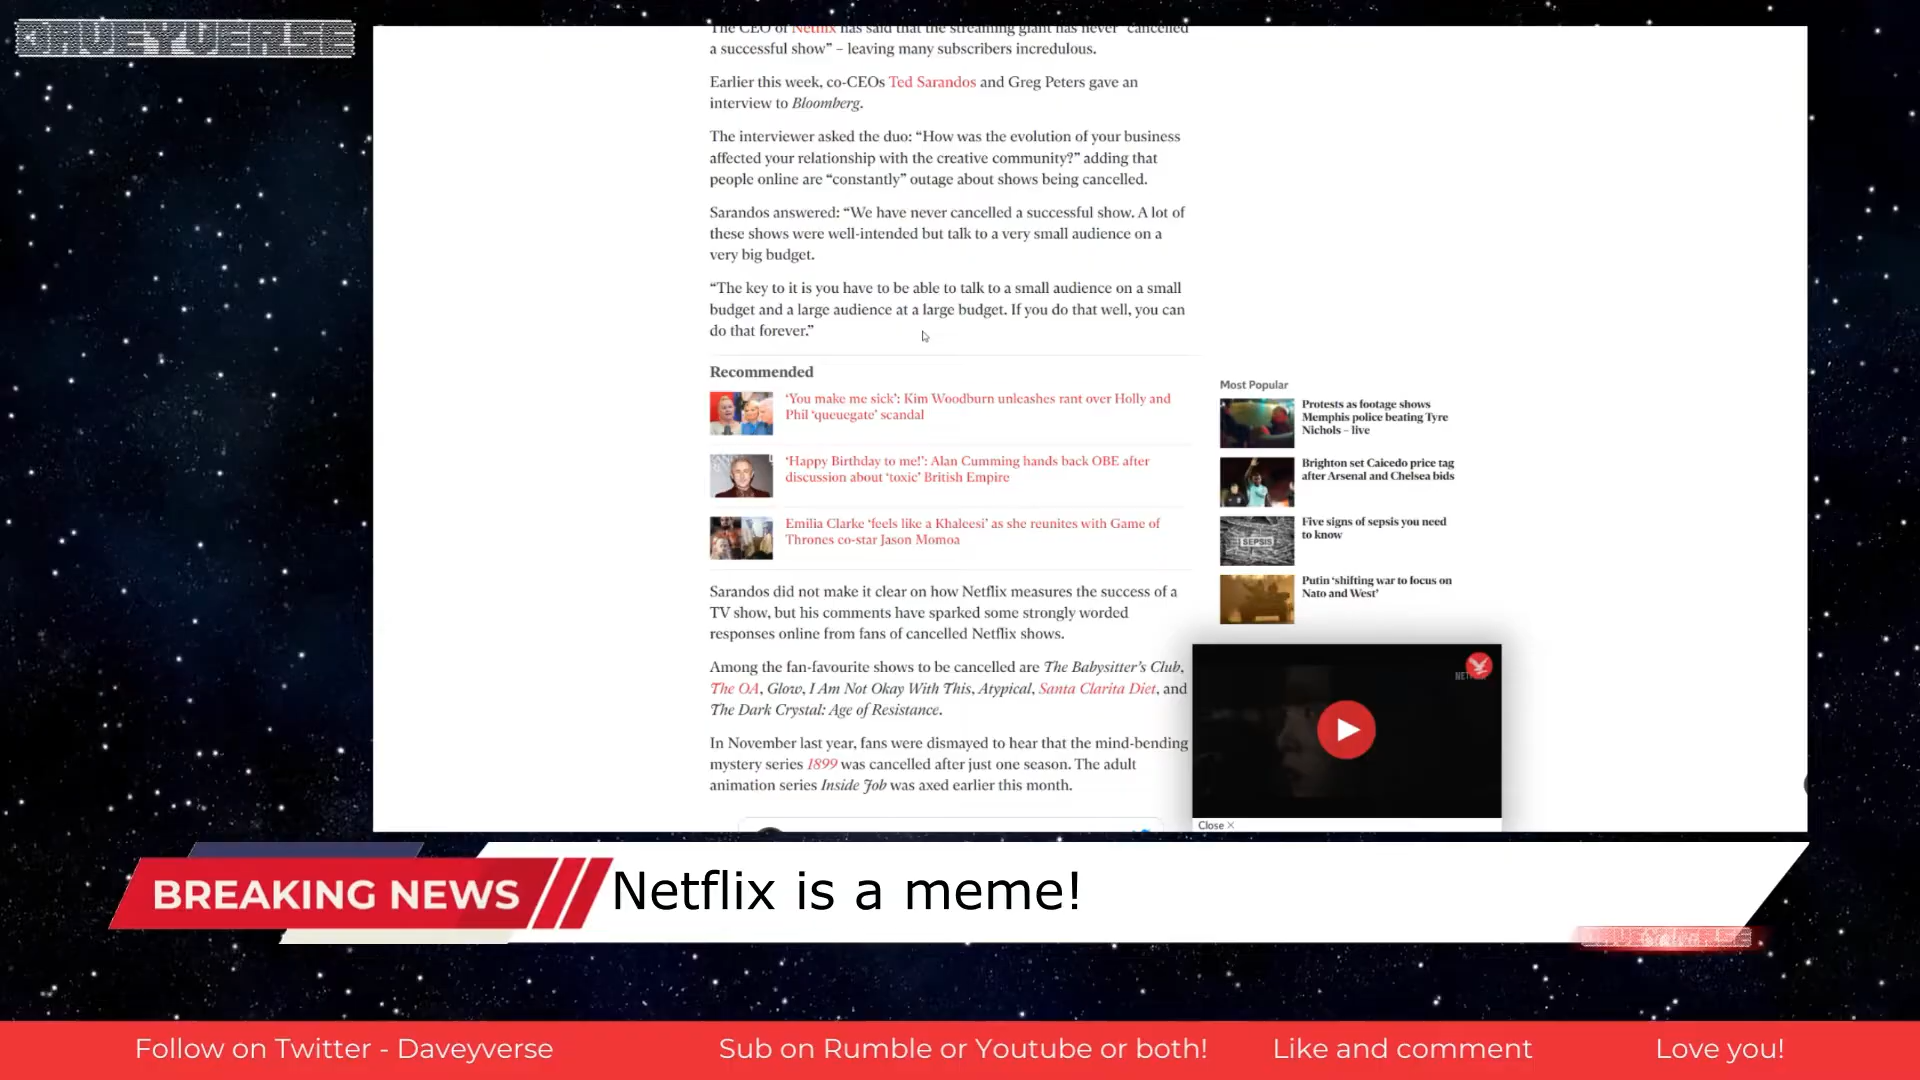 DAVEYVERSE
The CEO of Netflix has said that the streaming giant has never “cancelled
a successful show” – leaving many subscribers incredulous.
Earlier this week, co-CEOs Ted Sarandos and Greg Peters gave an
interview to Bloomberg.
The interviewer asked the duo: “How was the evolution of your business
affected your relationship with the creative community?” adding that
people online are “constantly” outage about shows being cancelled.
Sarandos answered: “We have never cancelled a successful show. A lot of
these shows were well-intended but talk to a very small audience on a
very big budget.
“The key to it is you have to be able to talk to a small audience on a small
budget and a large audience at a large budget. If you do that well, you can
do that forever.”
Recommended
‘You make me sick’: Kim Woodburn unleashes rant over Holly and
Phil ‘queuegate’ scandal
‘Happy Birthday to me!’: Alan Cumming hands back OBE after
discussion about ‘toxic’ British Empire
Emilia Clarke ‘feels like a Khaleesi’ as she reunites with Game of
Thrones co-star Jason Momoa
Sarandos did not make it clear on how Netflix measures the success of a
TV show, but his comments have sparked some strongly worded
responses online from fans of cancelled Netflix shows.
Among the fan-favourite shows to be cancelled are The Babysitter’s Club,
The OA, Glow, I Am Not Okay With This, Atypical, Santa Clarita Diet, and
The Dark Crystal: Age of Resistance.
In November last year, fans were dismayed to hear that the mind-bending
mystery series 1899 was cancelled after just one season. The adult
animation series Inside Job was axed earlier this month.
Most Popular
Protests as footage shows
Memphis police beating Tyre
Nichols – live
Brighton set Caicedo price tag
after Arsenal and Chelsea bids
Five signs of sepsis you need
to know
SEPSIS
Putin ‘shifting war to focus on
Nato and West’
Close ×
BREAKING NEWS
Netflix is a meme!
DAVEYVERSE
Follow on Twitter - Daveyverse
Sub on Rumble or Youtube or both!
Like and comment
Love you!